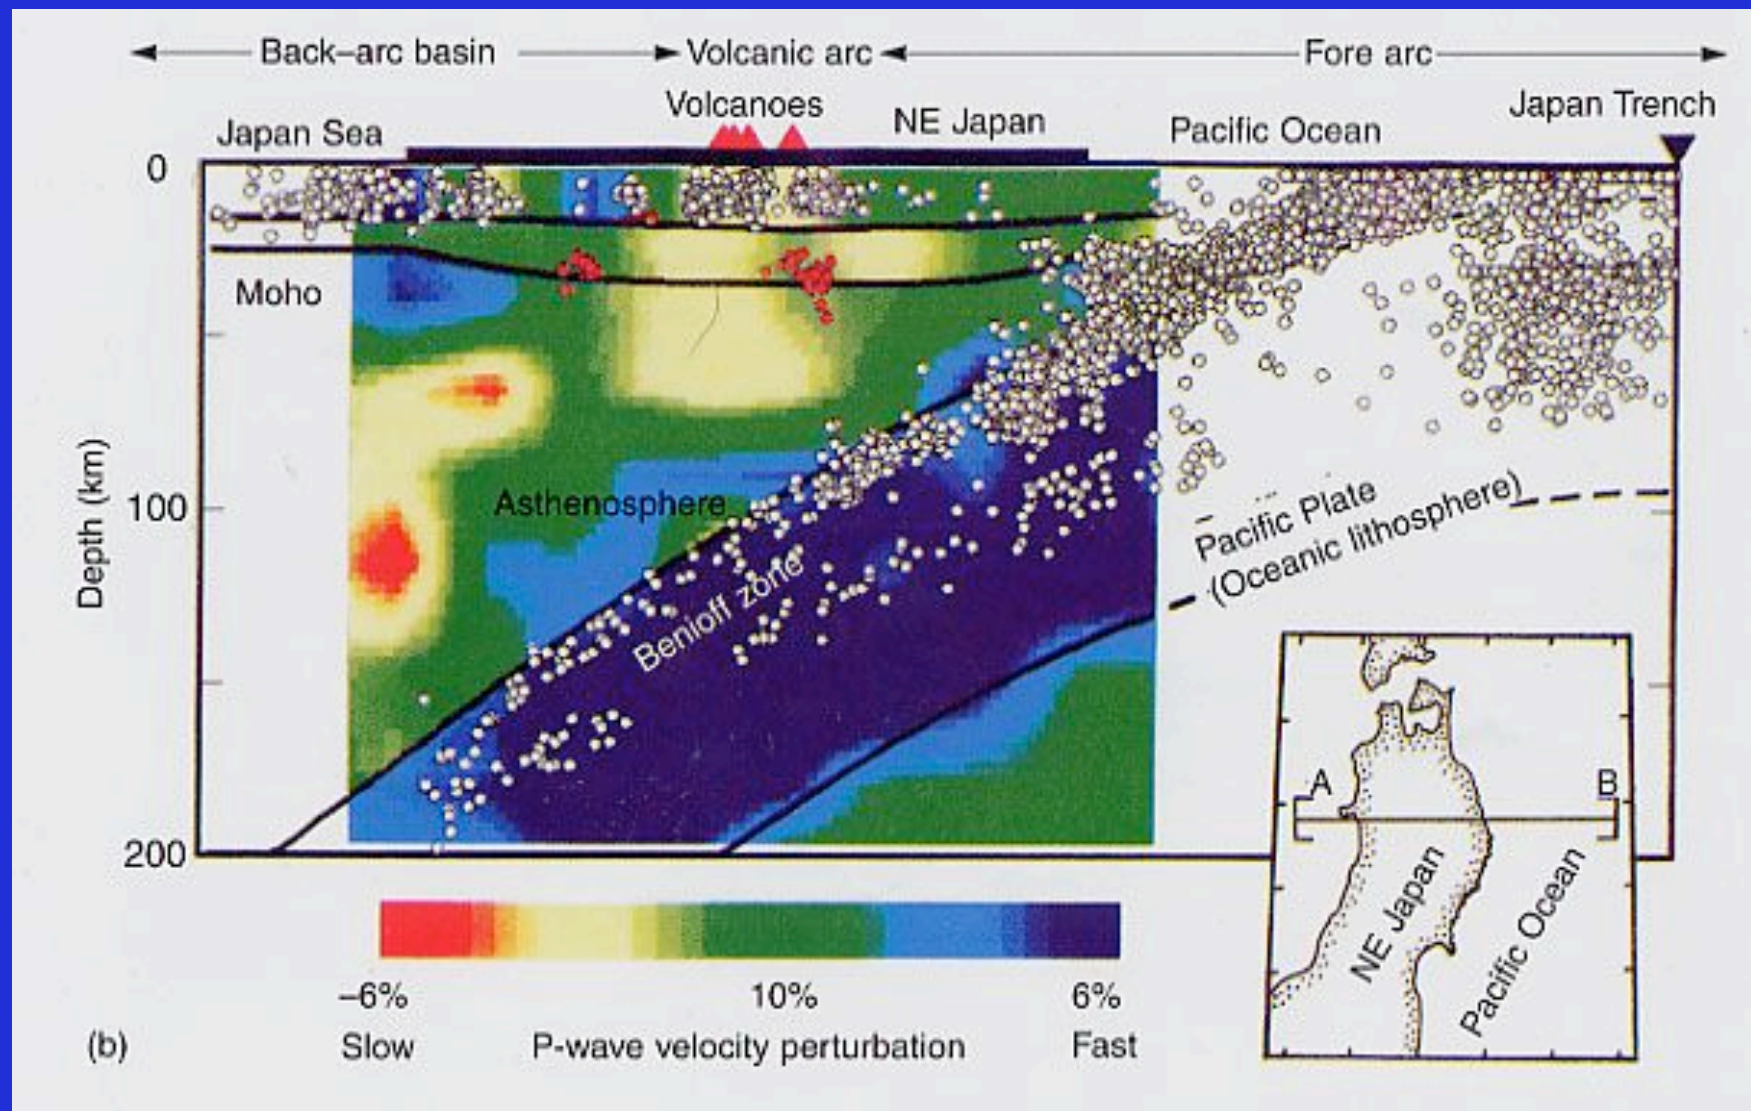 Back–arc basin Volcanic arc Fore arc
Volcanoes
Japan Trench
Japan Sea
NE Japan
Pacific Ocean
0
Moho
Depth (km)
100
Asthenosphere
Benioff zone
Pacific Plate
(Oceanic lithosphere)
200
A
B
NE Japan
Pacific Ocean
–6% 10% 6%
(b) Slow P-wave velocity perturbation Fast